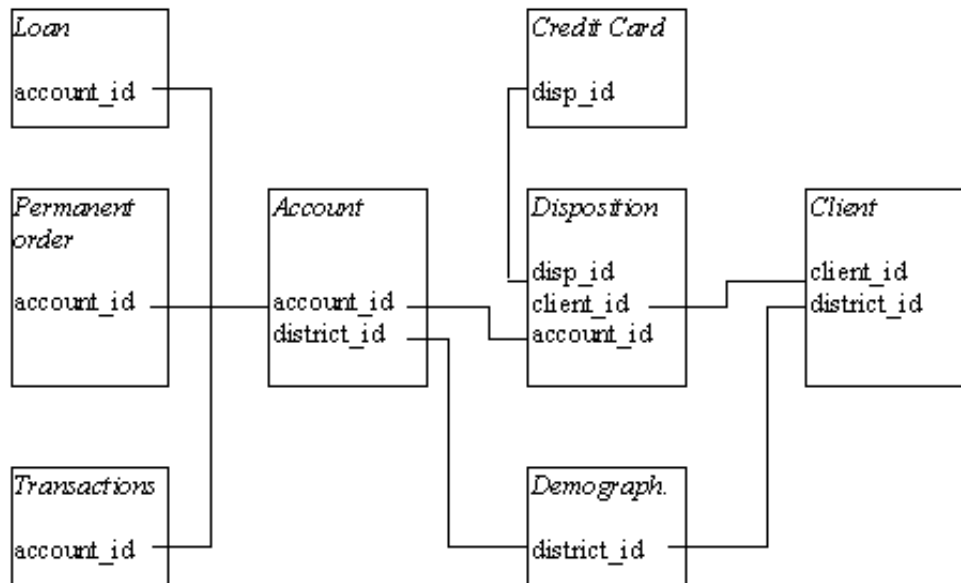 Loan
account_id
Credit Card
disp_id
Permanent
order
account_id
Account
account_id
district_id
Disposition
disp_id
client_id
account_id
Client
client_id
district_id
Transactions
account_id
Demograph.
district_id